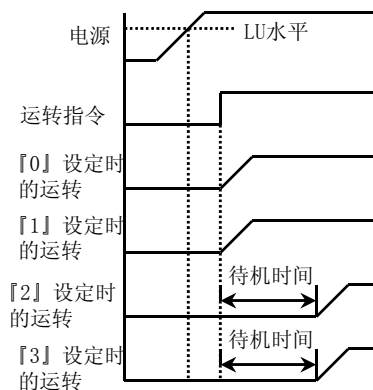 电源
LU水平
运转指令
『0』设定时
的运转
『1』设定时
的运转
待机时间
『2』设定时
的运转
待机时间
『3』设定时
的运转